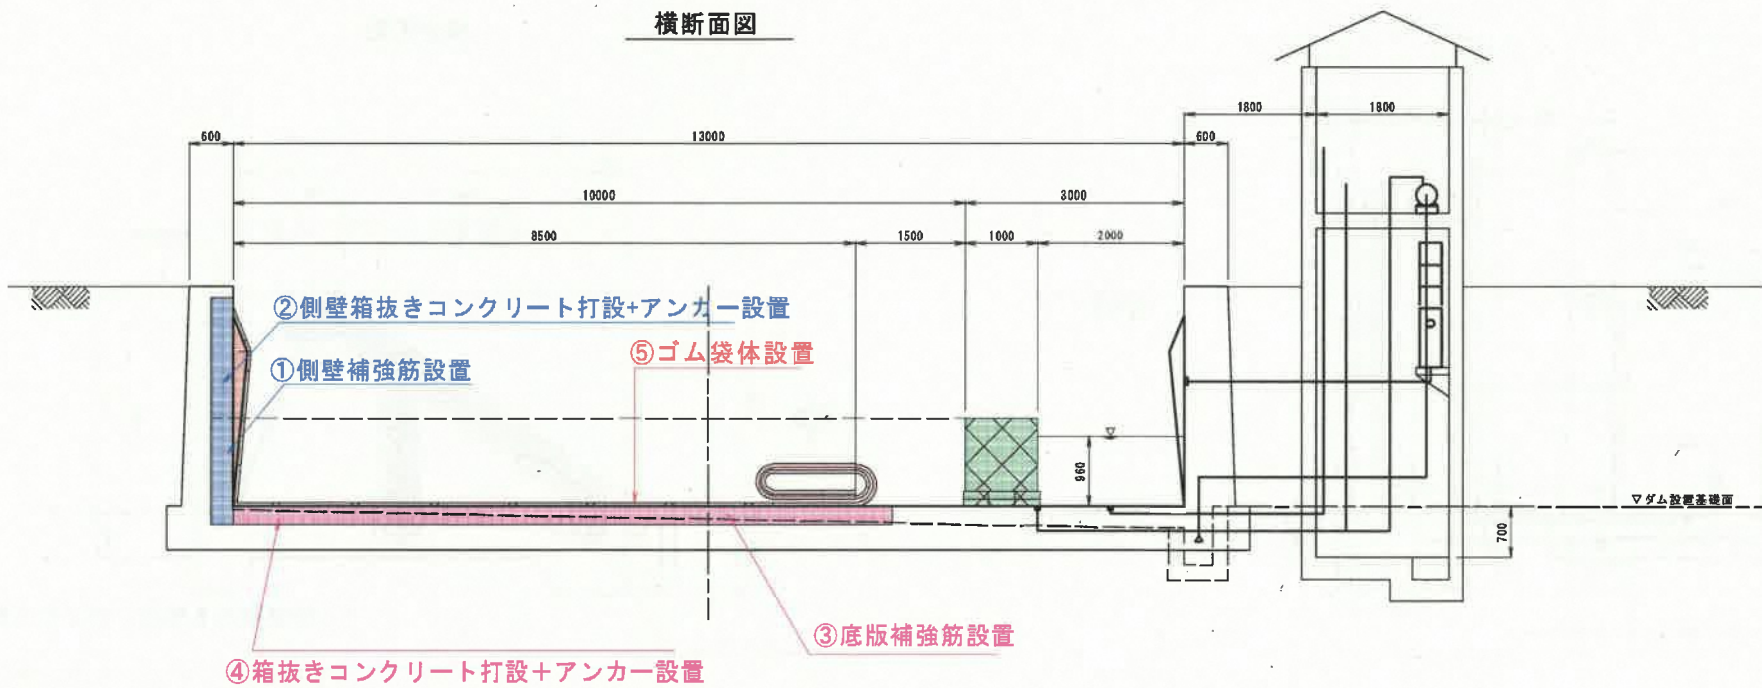 横断面図
1800
1800
600
13000
600
10000
3000
8500
1500
1000
2000
②側壁箱抜きコンクリート打設+アンカー設置
①側壁補強筋設置
⑤ゴム袋体設置
960
▽ダム設置基礎面
700
③底版補強筋設置
④箱抜きコンクリート打設＋アンカー設置